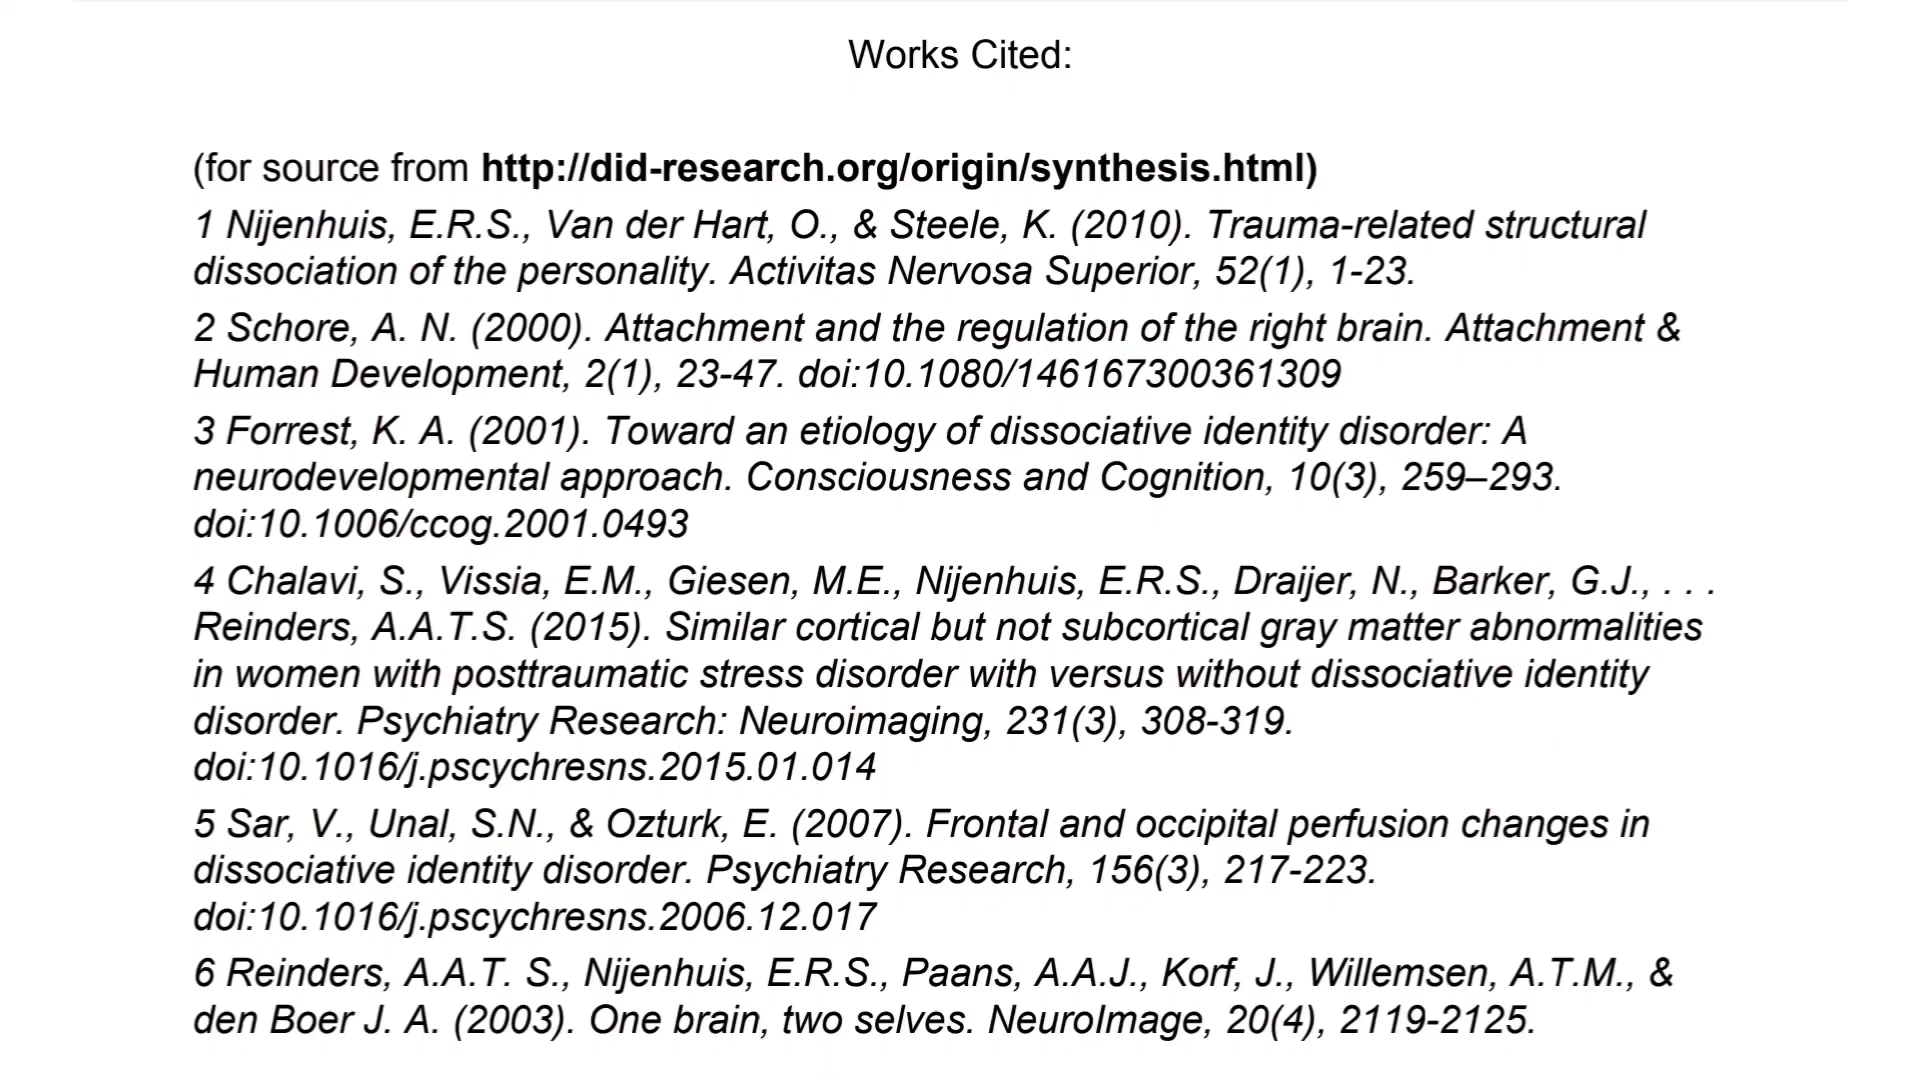 Works Cited:
(for source from http://did-research.org/origin/synthesis.html)
1 Nijenhuis, E.R.S., Van der Hart, O., & Steele, K. (2010). Trauma-related structural
dissociation of the personality. Activitas Nervosa Superior, 52(1), 1-23.
2 Schore, A. N. (2000). Attachment and the regulation of the right brain. Attachment &
Human Development, 2(1), 23-47. doi:10.1080/146167300361309
3 Forrest, K. A. (2001). Toward an etiology of dissociative identity disorder: A
neurodevelopmental approach. Consciousness and Cognition, 10(3), 259–293.
doi:10.1006/ccog.2001.0493
4 Chalavi, S., Vissia, E.M., Giesen, M.E., Nijenhuis, E.R.S., Draijer, N., Barker, G.J., . . .
Reinders, A.A.T.S. (2015). Similar cortical but not subcortical gray matter abnormalities
in women with posttraumatic stress disorder with versus without dissociative identity
disorder. Psychiatry Research: Neuroimaging, 231(3), 308-319.
doi:10.1016/j.pscychresns.2015.01.014
5 Sar, V., Unal, S.N., & Ozturk, E. (2007). Frontal and occipital perfusion changes in
dissociative identity disorder. Psychiatry Research, 156(3), 217-223.
doi:10.1016/j.pscychresns.2006.12.017
6 Reinders, A.A.T. S., Nijenhuis, E.R.S., Paans, A.A.J., Korf, J., Willemsen, A.T.M., &
den Boer J. A. (2003). One brain, two selves. NeuroImage, 20(4), 2119-2125.